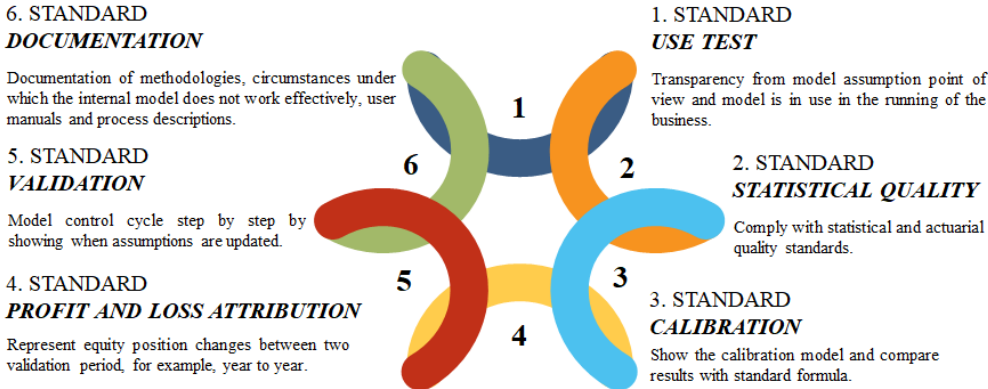 6. STANDARD
DOCUMENTATION
Documentation of methodologies, circumstances under
which the internal model does not work effectively, user
manuals and process descriptions.
5. STANDARD
VALIDATION
Model control cycle step by step by
showing when assumptions are updated.
4. STANDARD
PROFIT AND LOSS ATTRIBUTION
Represent equity position changes between two
validation period, for example, year to year.
1
2
3
4
5
6
1. STANDARD
USE TEST
Transparency from model assumption point of
view and model is in use in the running of the
business.
2. STANDARD
STATISTICAL QUALITY
Comply with statistical and actuarial
quality standards.
3. STANDARD
CALIBRATION
Show the calibration model and compare
results with standard formula.